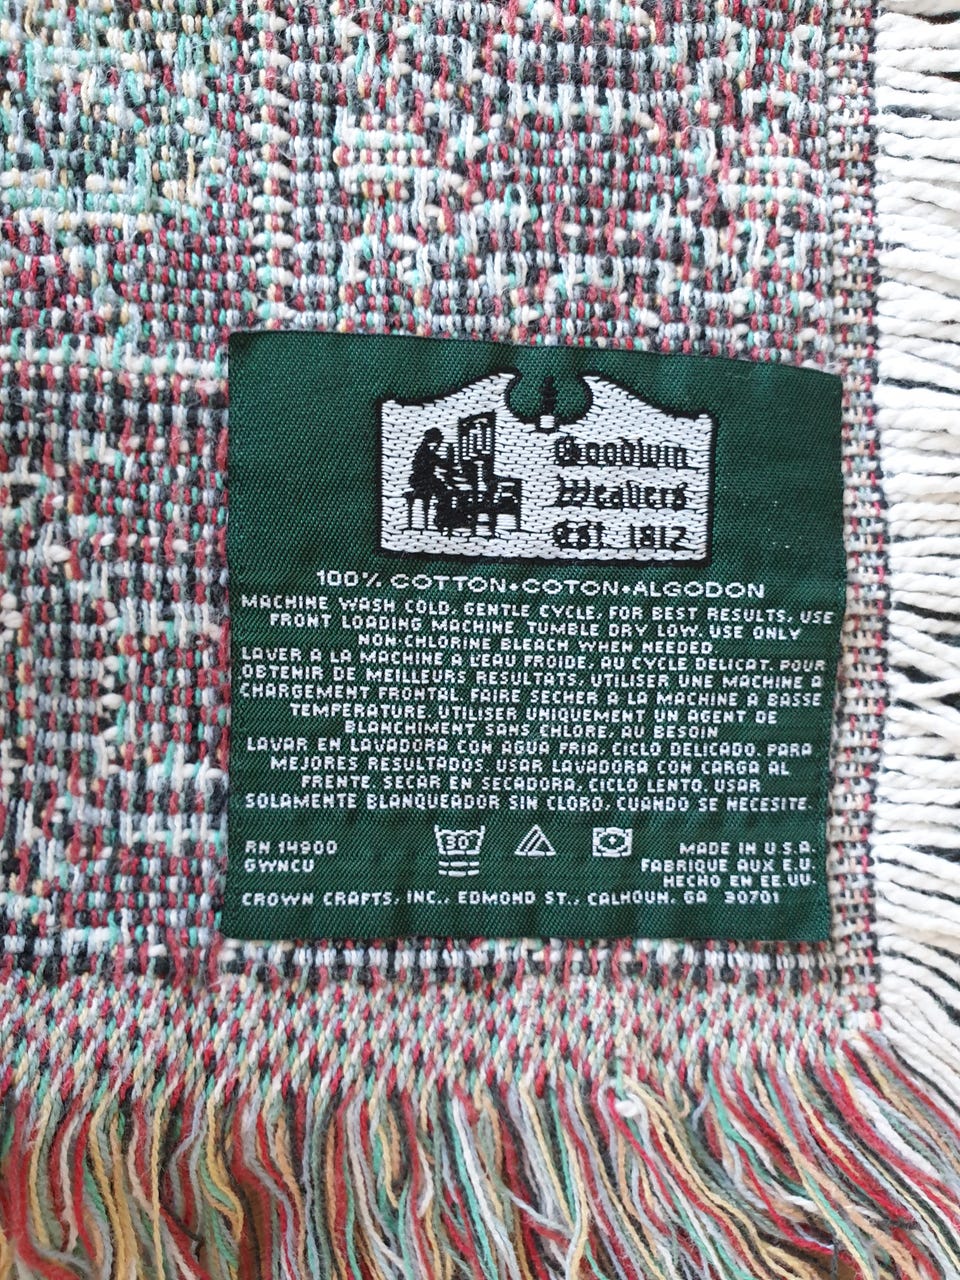 Goodwin
Weavers
Est. 1812
100% COTTON•COTON•ALGODON
MACHINE WASH COLD, GENTLE CYCLE, FOR BEST RESULTS, USE
FRONT LOADING MACHINE TUMBLE DRY LOW, USE ONLY
NON-CHLORINE BLEACH WHEN NEEDED.
LAVER A LA MACHINE A L'EAU FROIDE, AU CYCLE DELICAT. POUR
OBTENIR DE MEILLEURS RESULTATS, UTILISER UNE MACHINE A
CHARGEMENT FRONTAL. FAIRE SECHER A LA MACHINE A BASSE
TEMPERATURE. UTILISER UNIQUEMENT UN AGENT DE
BLANCHIMENT SANS CHLORE, AU BESOIN
LAVAR EN LAVADORA CON AGUA FRIA, CICLO DELICADO. PARA
MEJORES RESULTADOS, USAR LAVADORA CON CARGA AL
FRENTE, SECAR EN SECADORA, CICLO LENTO, USAR
SOLAMENTE BLANQUEADOR SIN CLORO, CUANDO SE NECESITE.
30°
RN 14900
GWNCU
MADE IN U.S.A.
FABRIQUE AUX E.U.
HECHO EN EE.UU.
CROWN CRAFTS, INC., EDMOND ST., CALHOUN, GA 30701